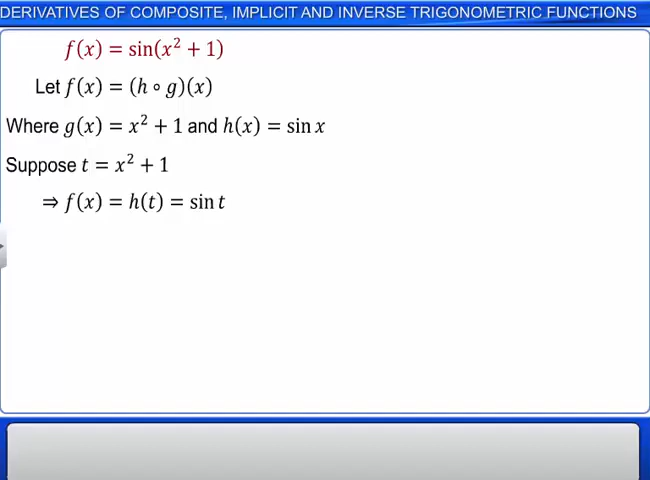 DERIVATIVES OF COMPOSITE, IMPLICIT AND INVERSE TRIGONOMETRIC FUNCTIONS
f(x) = sin(x² + 1)
Let f(x) = (h ∘ g)(x)
Where g(x) = x² + 1 and h(x) = sin x
Suppose t = x² + 1
⇒ f(x) = h(t) = sin t